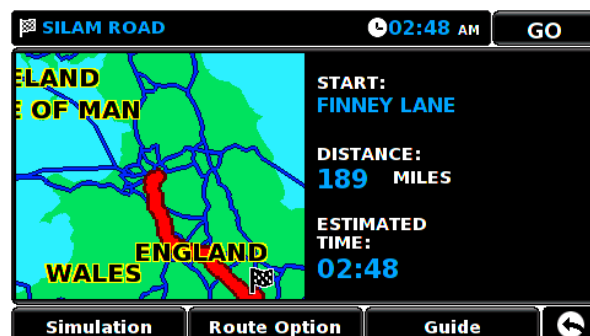 SILAM ROAD
02:48 AM
GO
ELAND
E OF MAN
ENGLAND
WALES
START:
FINNEY LANE
DISTANCE:
189 MILES
ESTIMATED
TIME:
02:48
Simulation
Route Option
Guide